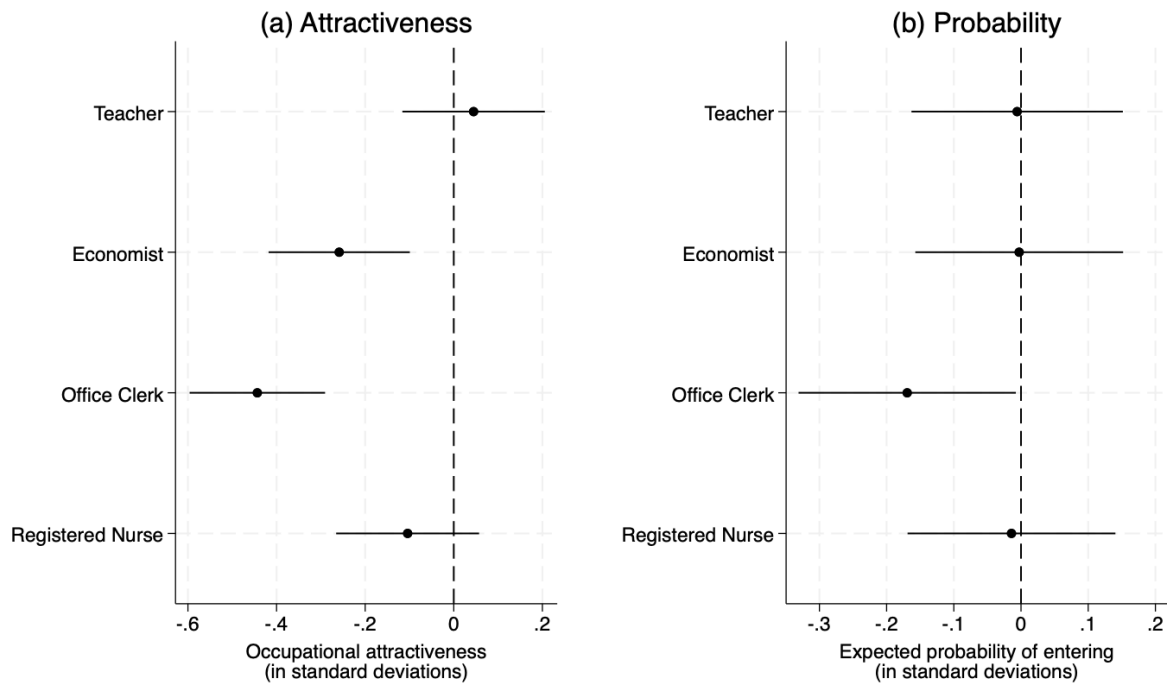 (a) Attractiveness
Teacher
Economist
Office Clerk
Registered Nurse
-.6 -.4 -.2 0 .2
Occupational attractiveness
(in standard deviations)
(b) Probability
Teacher
Economist
Office Clerk
Registered Nurse
-.3 -.2 -.1 0 .1 .2
Expected probability of entering
(in standard deviations)